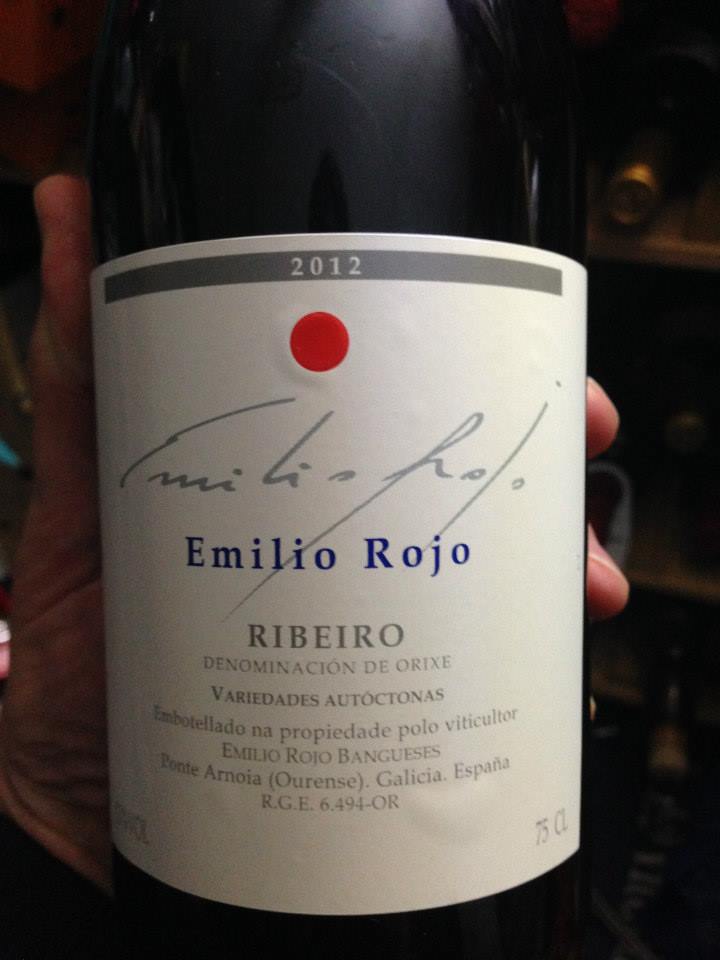 2012
Emilio Rojo
Emilio Rojo
RIBEIRO
DENOMINACIÓN DE ORIXE
VARIEDADES AUTÓCTONAS
Embotellado na propiedade polo viticultor
EMILIO ROJO BANGUESES
Ponte Arnoia (Ourense). Galicia. España
R.G.E. 6.494-OR
75 CL